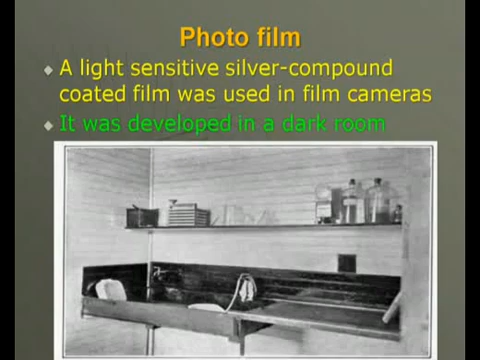 Photo film
A light sensitive silver-compound
coated film was used in film cameras
It was developed in a dark room